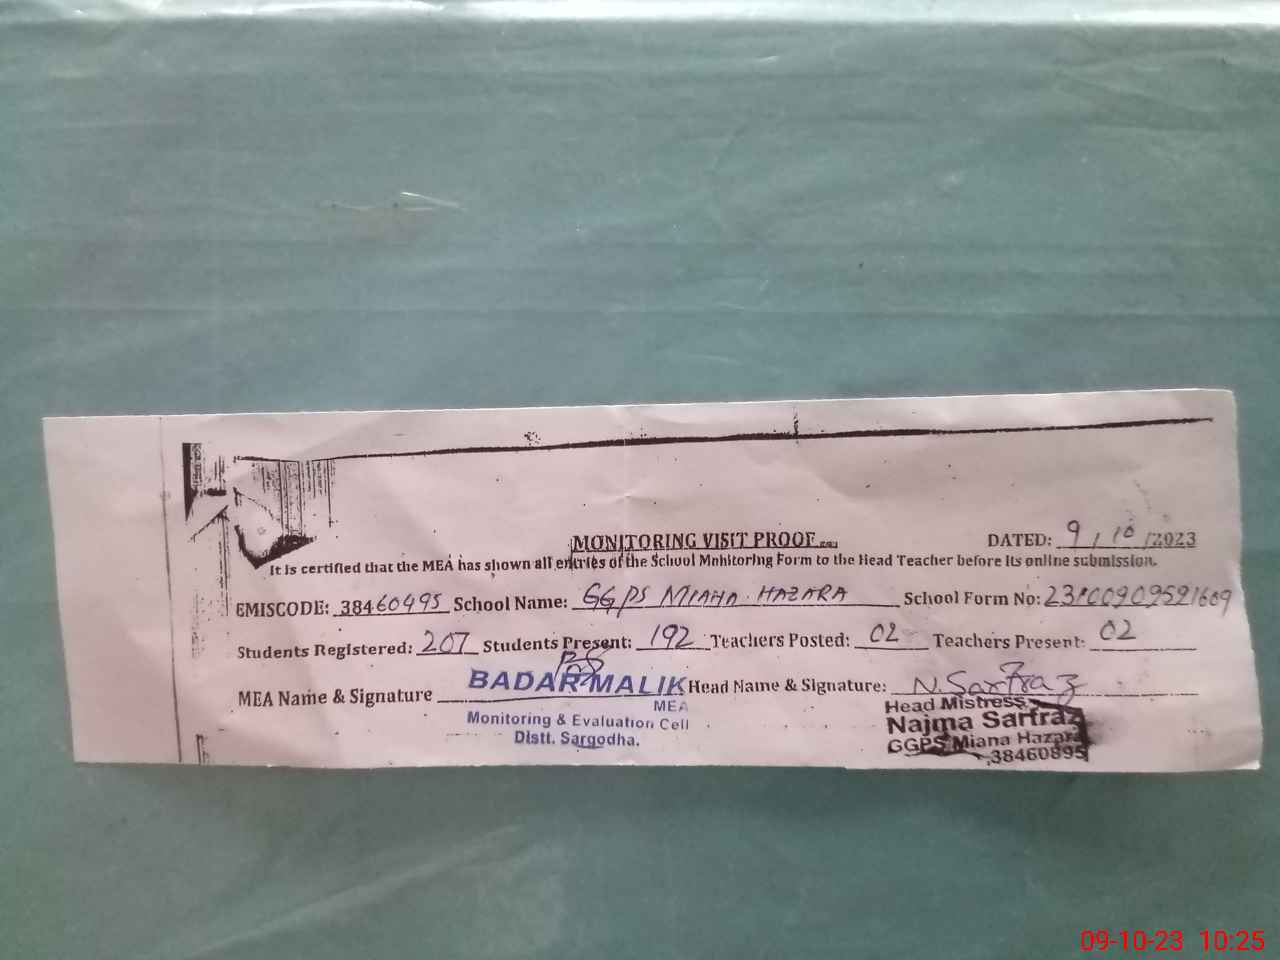 MONITORING VISIT PROOF
DATED: 9/10/2023
It is certified that the MEA has shown all entries of the School Monitoring Form to the Head Teacher before its online submission.
EMISCODE: 38460495 School Name: GGPS MIANA HAZARA School Form No: 23100909591609
Students Registered: 207 Students Present: 192 Teachers Posted: 02 Teachers Present: 02
MEA Name & Signature BADAR MALIK Head Name & Signature: N. Sarfraz
MEA
Monitoring & Evaluation Cell
Distt. Sargodha.
Head Mistress
Najma Sarfraz
GGPS Miana Hazara
38460895
09-10-23 10:25